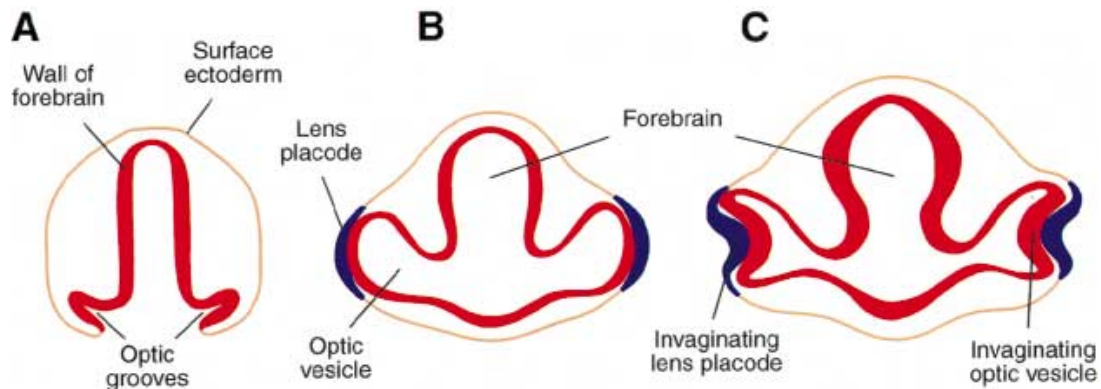 A
Wall of
forebrain
Surface
ectoderm
Optic
grooves
B
Lens
placode
Optic
vesicle
Forebrain
C
Invaginating
lens placode
Invaginating
optic vesicle